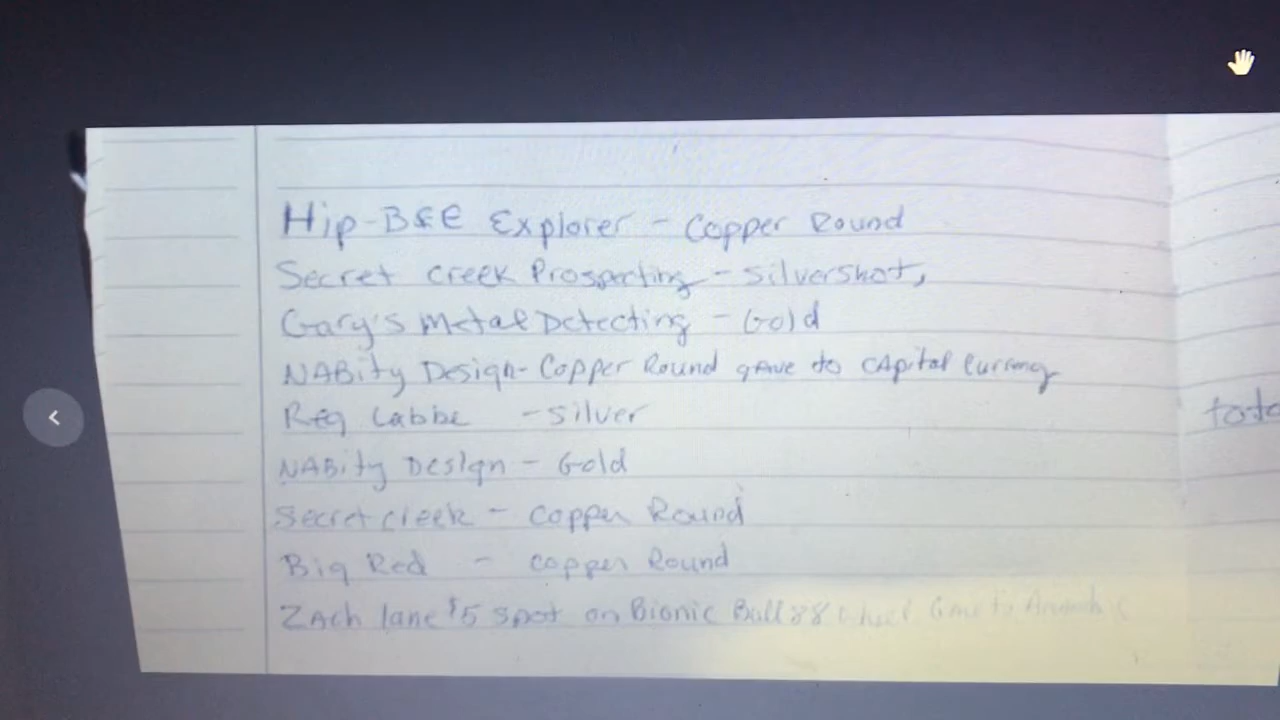 Hip-BEE Explorer - Copper Round
Secret Creek Prospecting - Silvershot,
Gary's Metal Detecting - Gold
NABity Design - Copper Round gave to CApital Currency
Reg Labbe - Silver
tota
NABity Design - Gold
Secret Creek - Copper Round
Big Red - Copper Round
ZAch lane $5 spot on Bionic Ball 88